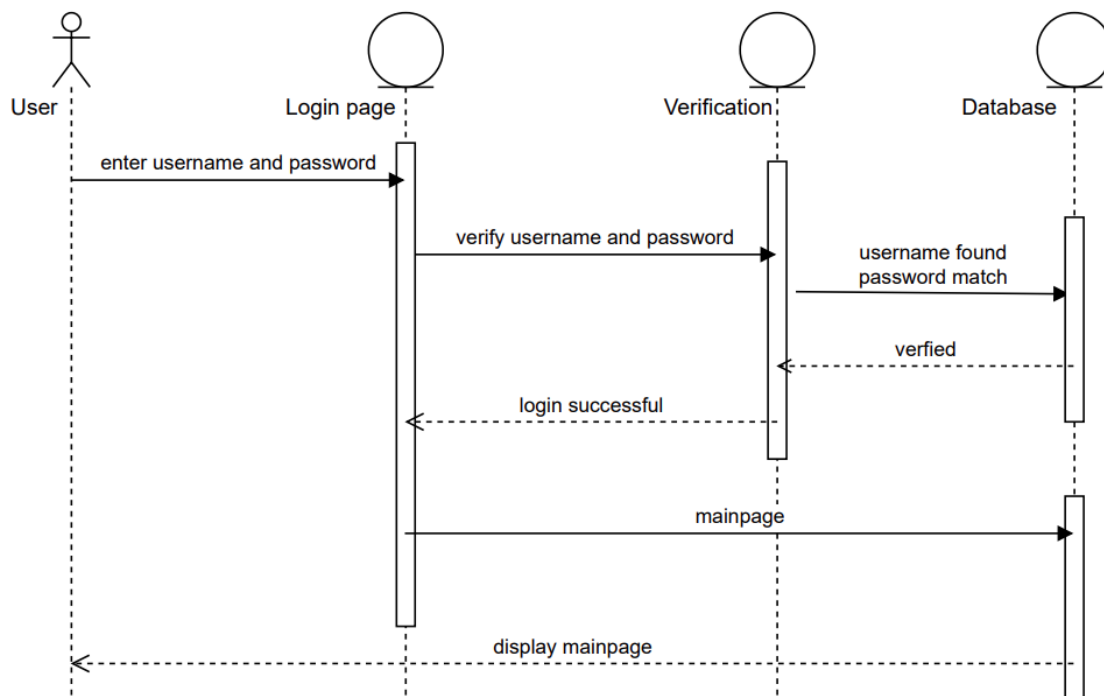 User
Login page
Verification
Database
enter username and password
verify username and password
username found
password match
verfied
login successful
mainpage
display mainpage